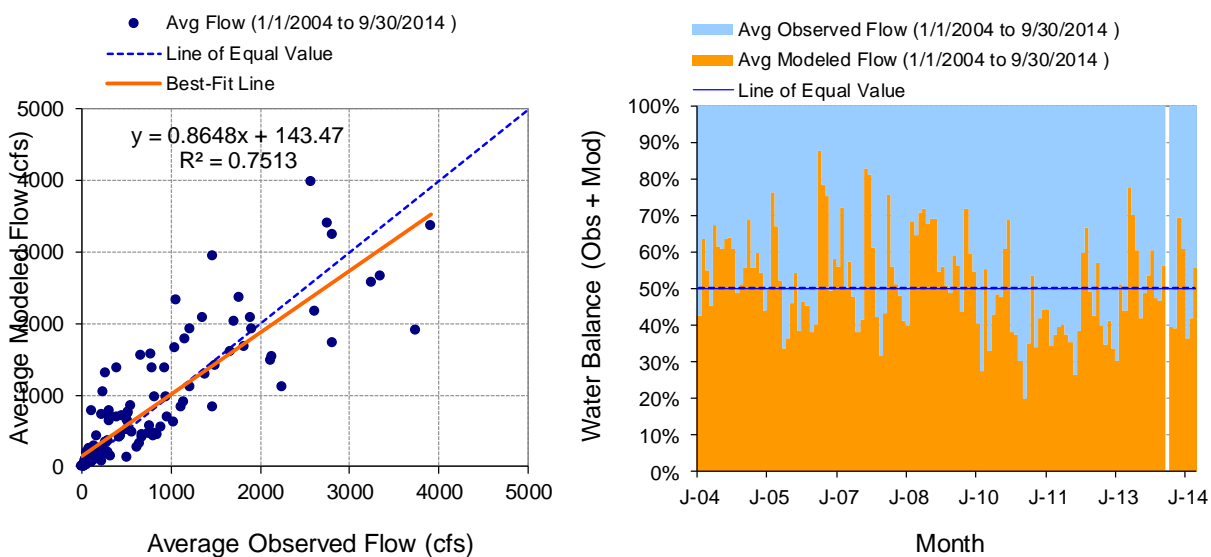 Avg Flow (1/1/2004 to 9/30/2014 )
Line of Equal Value
Best-Fit Line
Average Modeled Flow (cfs)
5000
4000
3000
2000
1000
0
y = 0.8648x + 143.47
R² = 0.7513
0 1000 2000 3000 4000 5000
Average Observed Flow (cfs)
Avg Observed Flow (1/1/2004 to 9/30/2014 )
Avg Modeled Flow (1/1/2004 to 9/30/2014 )
Line of Equal Value
Water Balance (Obs + Mod)
100%
90%
80%
70%
60%
50%
40%
30%
20%
10%
0%
J-04 J-05 J-07 J-08 J-10 J-11 J-13 J-14
Month